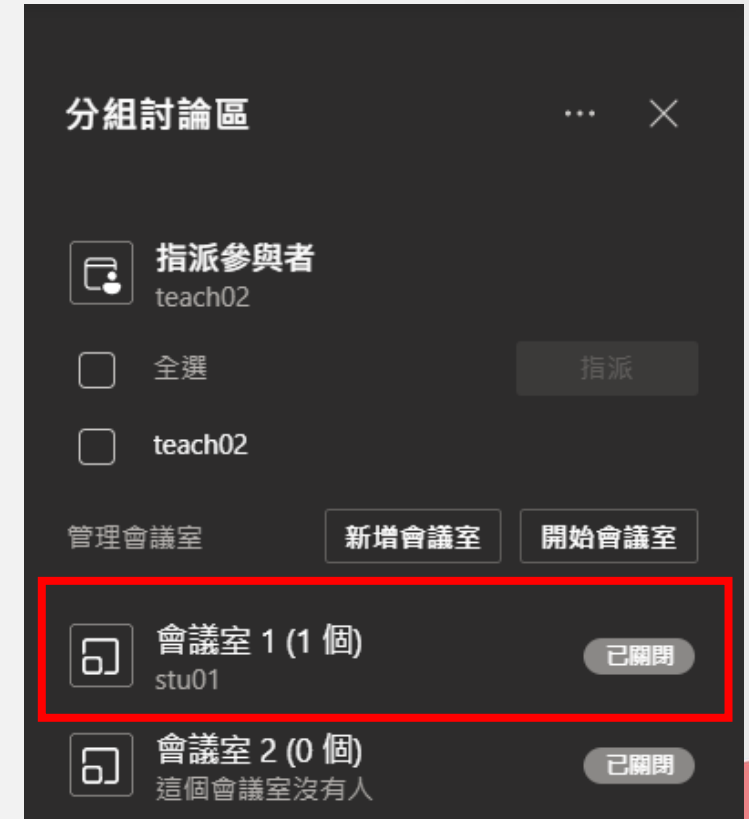 分組討論區
指派參與者
teach02
全選 指派
teach02
管理會議室 新增會議室 開始會議室
會議室 1 (1 個) 已關閉
stu01
會議室 2 (0 個) 已關閉
這個會議室沒有人